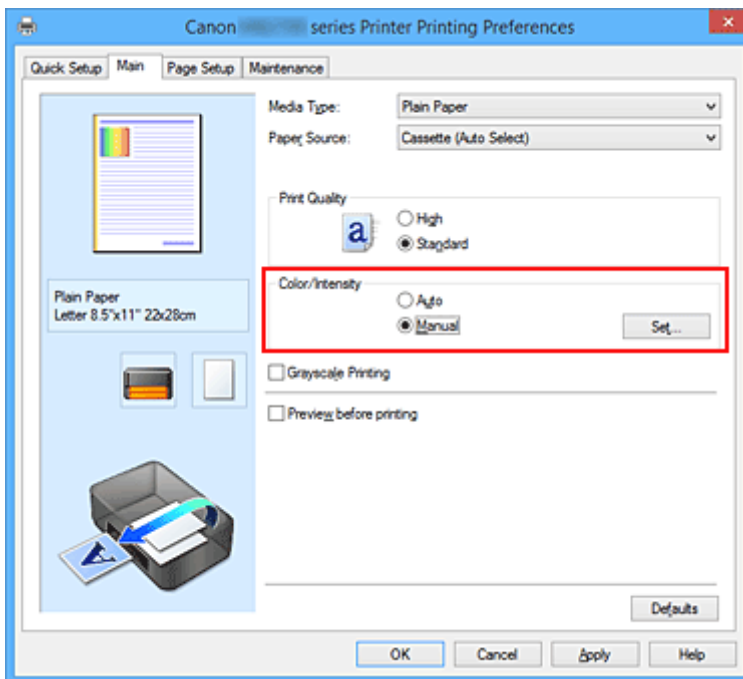 Canon series Printer Printing Preferences
Quick Setup Main Page Setup Maintenance
Media Type: Plain Paper
Paper Source: Cassette (Auto Select)
Print Quality
a
High
Standard
Color/Intensity
Auto
Manual
Set...
Plain Paper
Letter 8.5"x11" 22x28cm
Grayscale Printing
Preview before printing
A
Defaults
OK Cancel Apply Help